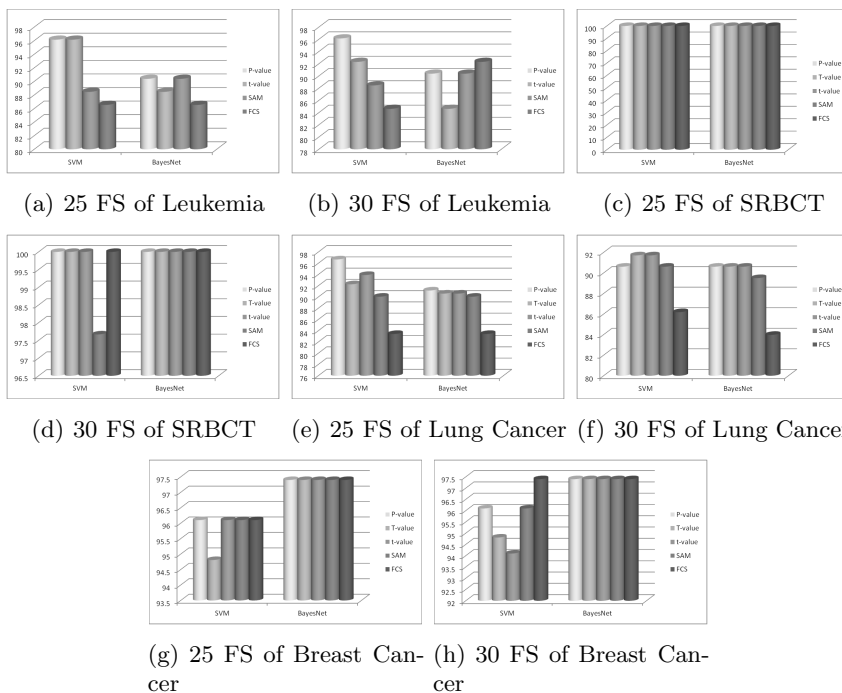 98
96
94
92
90
88
86
84
82
80
SVM
BayesNet
P-value
t-value
SAM
FCS
(a) 25 FS of Leukemia
98
96
94
92
90
88
86
84
82
80
78
SVM
BayesNet
P-value
t-value
SAM
FCS
(b) 30 FS of Leukemia
100
90
80
70
60
50
40
30
20
10
0
SVM
BayesNet
P-value
T-value
t-value
SAM
FCS
(c) 25 FS of SRBCT
100
99.5
99
98.5
98
97.5
97
96.5
SVM
BayesNet
P-value
T-value
t-value
SAM
FCS
(d) 30 FS of SRBCT
98
96
94
92
90
88
86
84
82
80
78
76
SVM
BayesNet
P-value
T-value
t-value
SAM
FCS
(e) 25 FS of Lung Cancer
92
90
88
86
84
82
80
SVM
BayesNet
P-value
T-value
t-value
SAM
FCS
(f) 30 FS of Lung Cancer
97.5
97
96.5
96
95.5
95
94.5
94
93.5
SVM
BayesNet
P-value
T-value
t-value
SAM
FCS
(g) 25 FS of Breast Can-
cer
97.5
97
96.5
96
95.5
95
94.5
94
93.5
93
92.5
92
SVM
BayesNet
P-value
T-value
t-value
SAM
FCS
(h) 30 FS of Breast Can-
cer